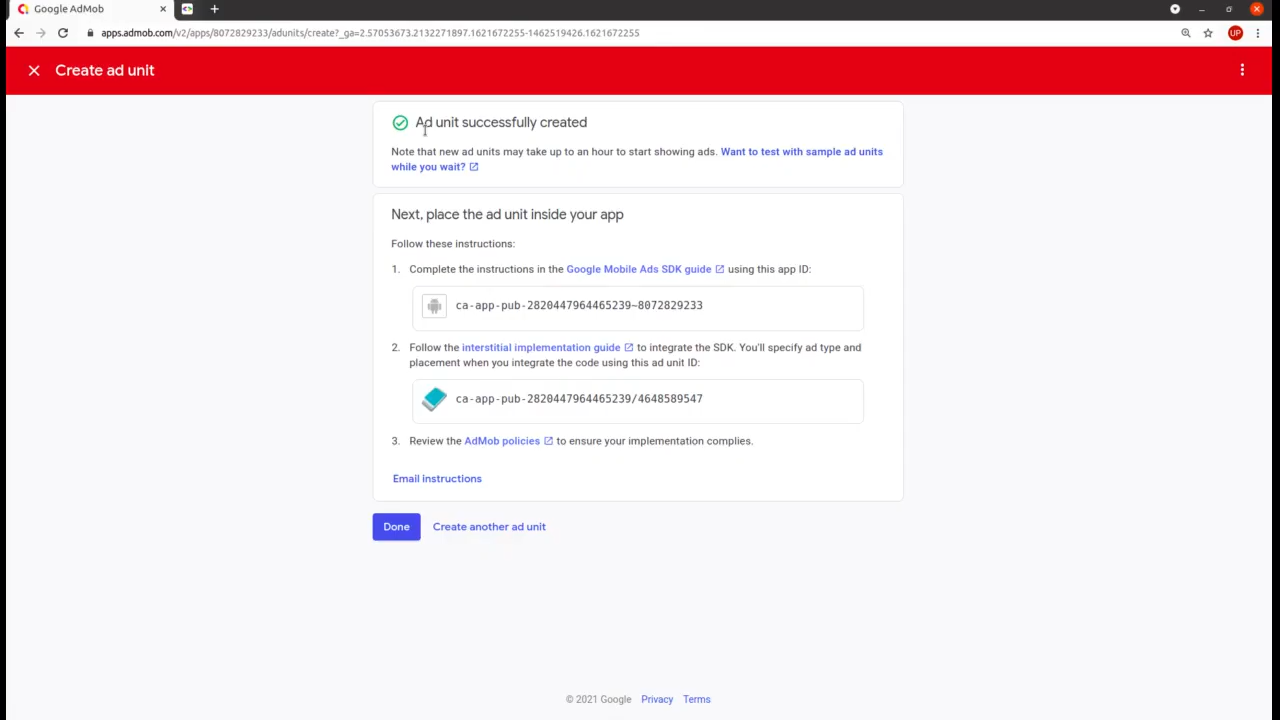 Google AdMob
apps.admob.com/v2/apps/8072829233/adunits/create?_ga=2.57053673.2132271897.1621672255-1462519426.1621672255
UP
Create ad unit
Ad unit successfully created
Note that new ad units may take up to an hour to start showing ads. Want to test with sample ad units
while you wait?
Next, place the ad unit inside your app
Follow these instructions:
1. Complete the instructions in the Google Mobile Ads SDK guide using this app ID:
ca-app-pub-2820447964465239~8072829233
2. Follow the interstitial implementation guide to integrate the SDK. You'll specify ad type and
placement when you integrate the code using this ad unit ID:
ca-app-pub-2820447964465239/4648589547
3. Review the AdMob policies to ensure your implementation complies.
Email instructions
Done Create another ad unit
© 2021 Google Privacy Terms